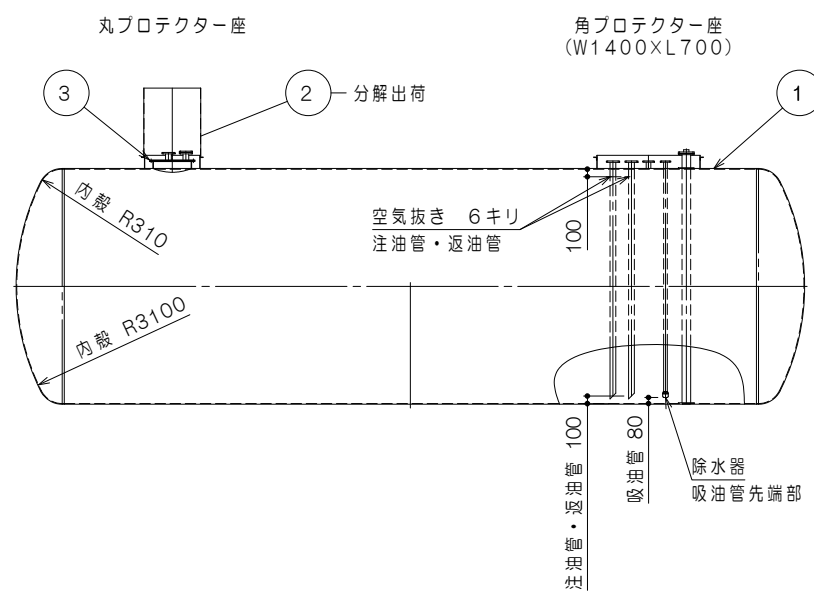 丸プロテクター座
角プロテクター座
(W1400×L700)
3
2
分解出荷
1
内殻 R310
空気抜き 6キリ
注油管・返油管
100
内殻 R3100
注油管・返油管 100
吸油管 80
除水器
吸油管先端部